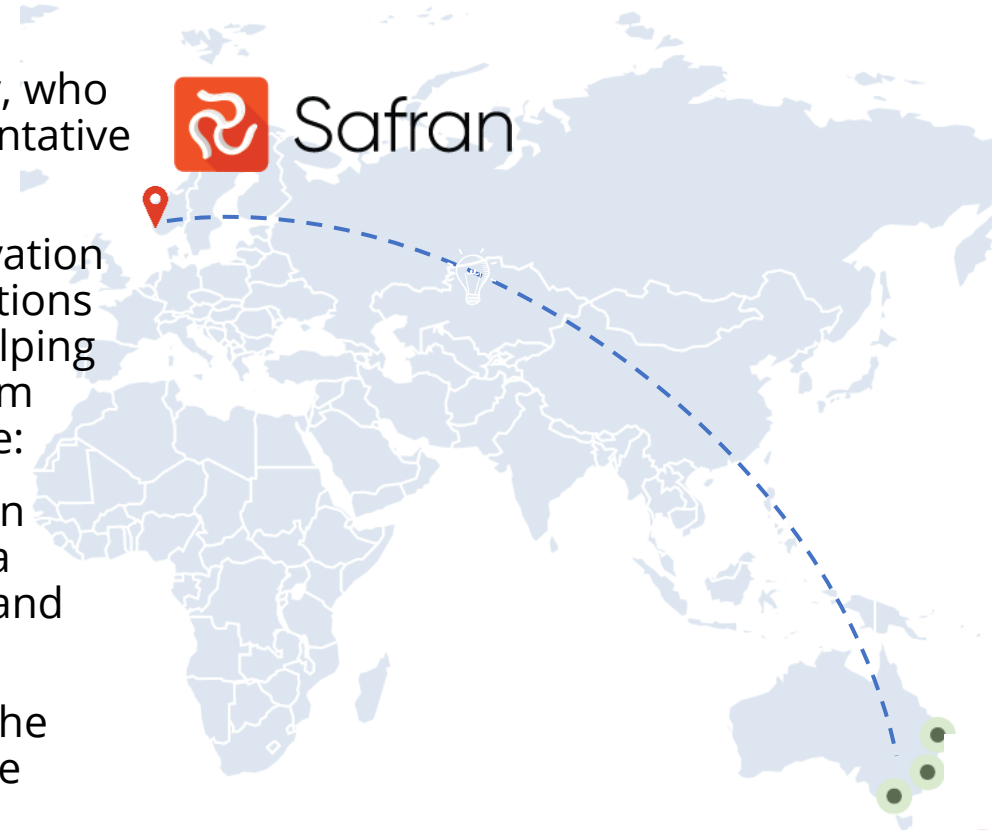 , who
Safran
ntative
vation
tions
lping
m
e:
n
a
and
he
e